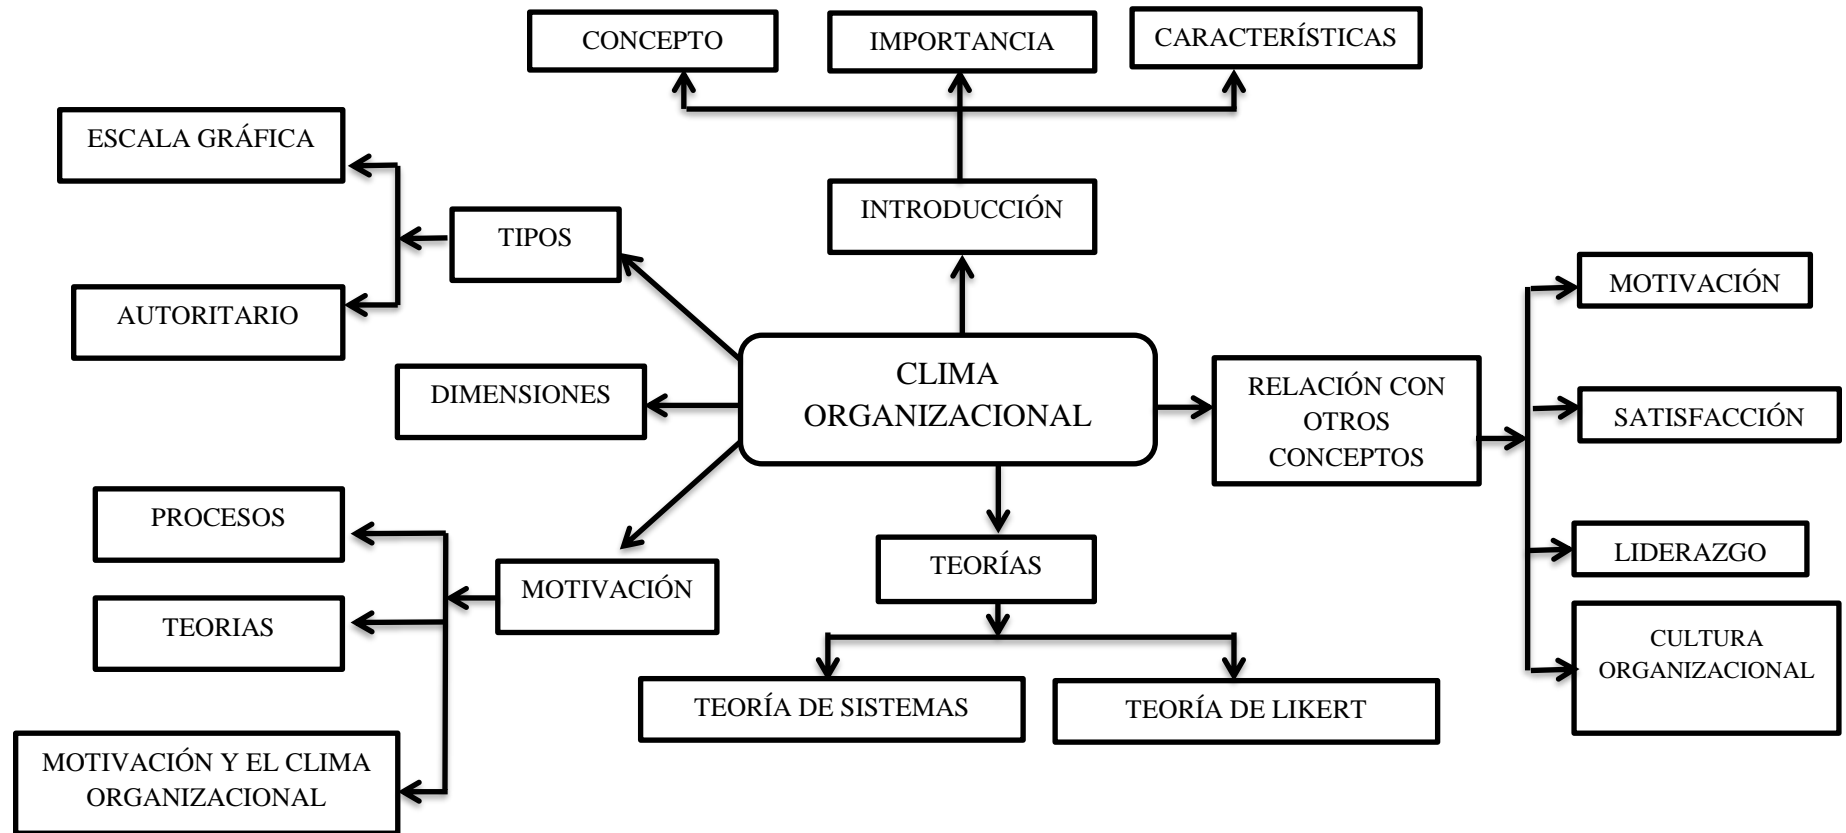 CONCEPTO
IMPORTANCIA
CARACTERÍSTICAS
ESCALA GRÁFICA
TIPOS
INTRODUCCIÓN
AUTORITARIO
MOTIVACIÓN
DIMENSIONES
CLIMA
ORGANIZACIONAL
RELACIÓN CON
OTROS
CONCEPTOS
SATISFACCIÓN
PROCESOS
MOTIVACIÓN
TEORÍAS
LIDERAZGO
TEORIAS
CULTURA
ORGANIZACIONAL
TEORÍA DE SISTEMAS
TEORÍA DE LIKERT
MOTIVACIÓN Y EL CLIMA
ORGANIZACIONAL